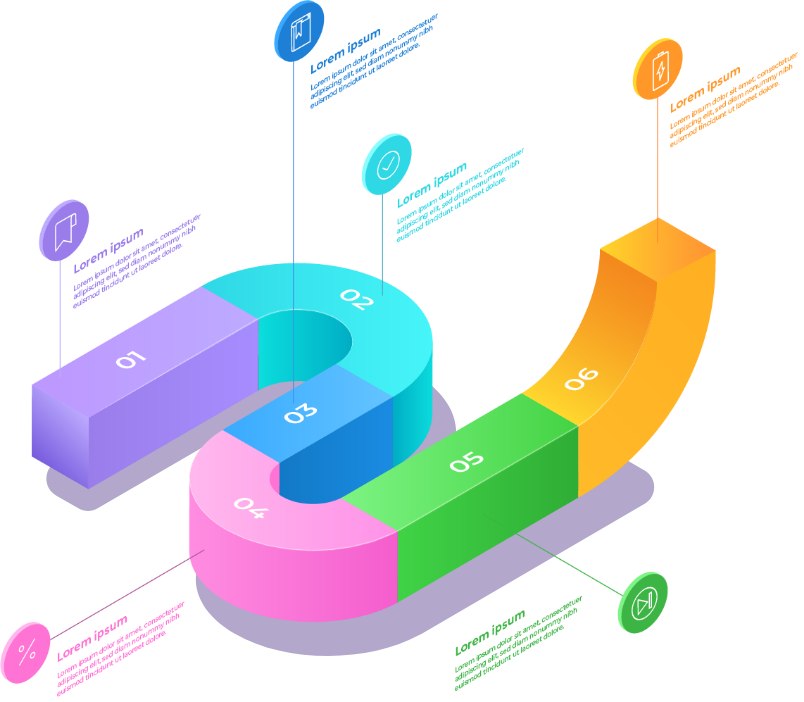 Lorem ipsum
Lorem ipsum dolor sit amet, consectetuer
adipiscing elit, sed diam nonummy nibh
euismod tincidunt ut laoreet dolore.
Lorem ipsum
Lorem ipsum dolor sit amet, consectetuer
adipiscing elit, sed diam nonummy nibh
euismod tincidunt ut laoreet dolore.
Lorem ipsum
Lorem ipsum dolor sit amet, consectetuer
adipiscing elit, sed diam nonummy nibh
euismod tincidunt ut laoreet dolore.
Lorem ipsum
Lorem ipsum dolor sit amet, consectetuer
adipiscing elit, sed diam nonummy nibh
euismod tincidunt ut laoreet dolore.
01
02
03
04
05
06
%
Lorem ipsum
Lorem ipsum dolor sit amet, consectetuer
adipiscing elit, sed diam nonummy nibh
euismod tincidunt ut laoreet dolore.
Lorem ipsum
Lorem ipsum dolor sit amet, consectetuer
adipiscing elit, sed diam nonummy nibh
euismod tincidunt ut laoreet dolore.